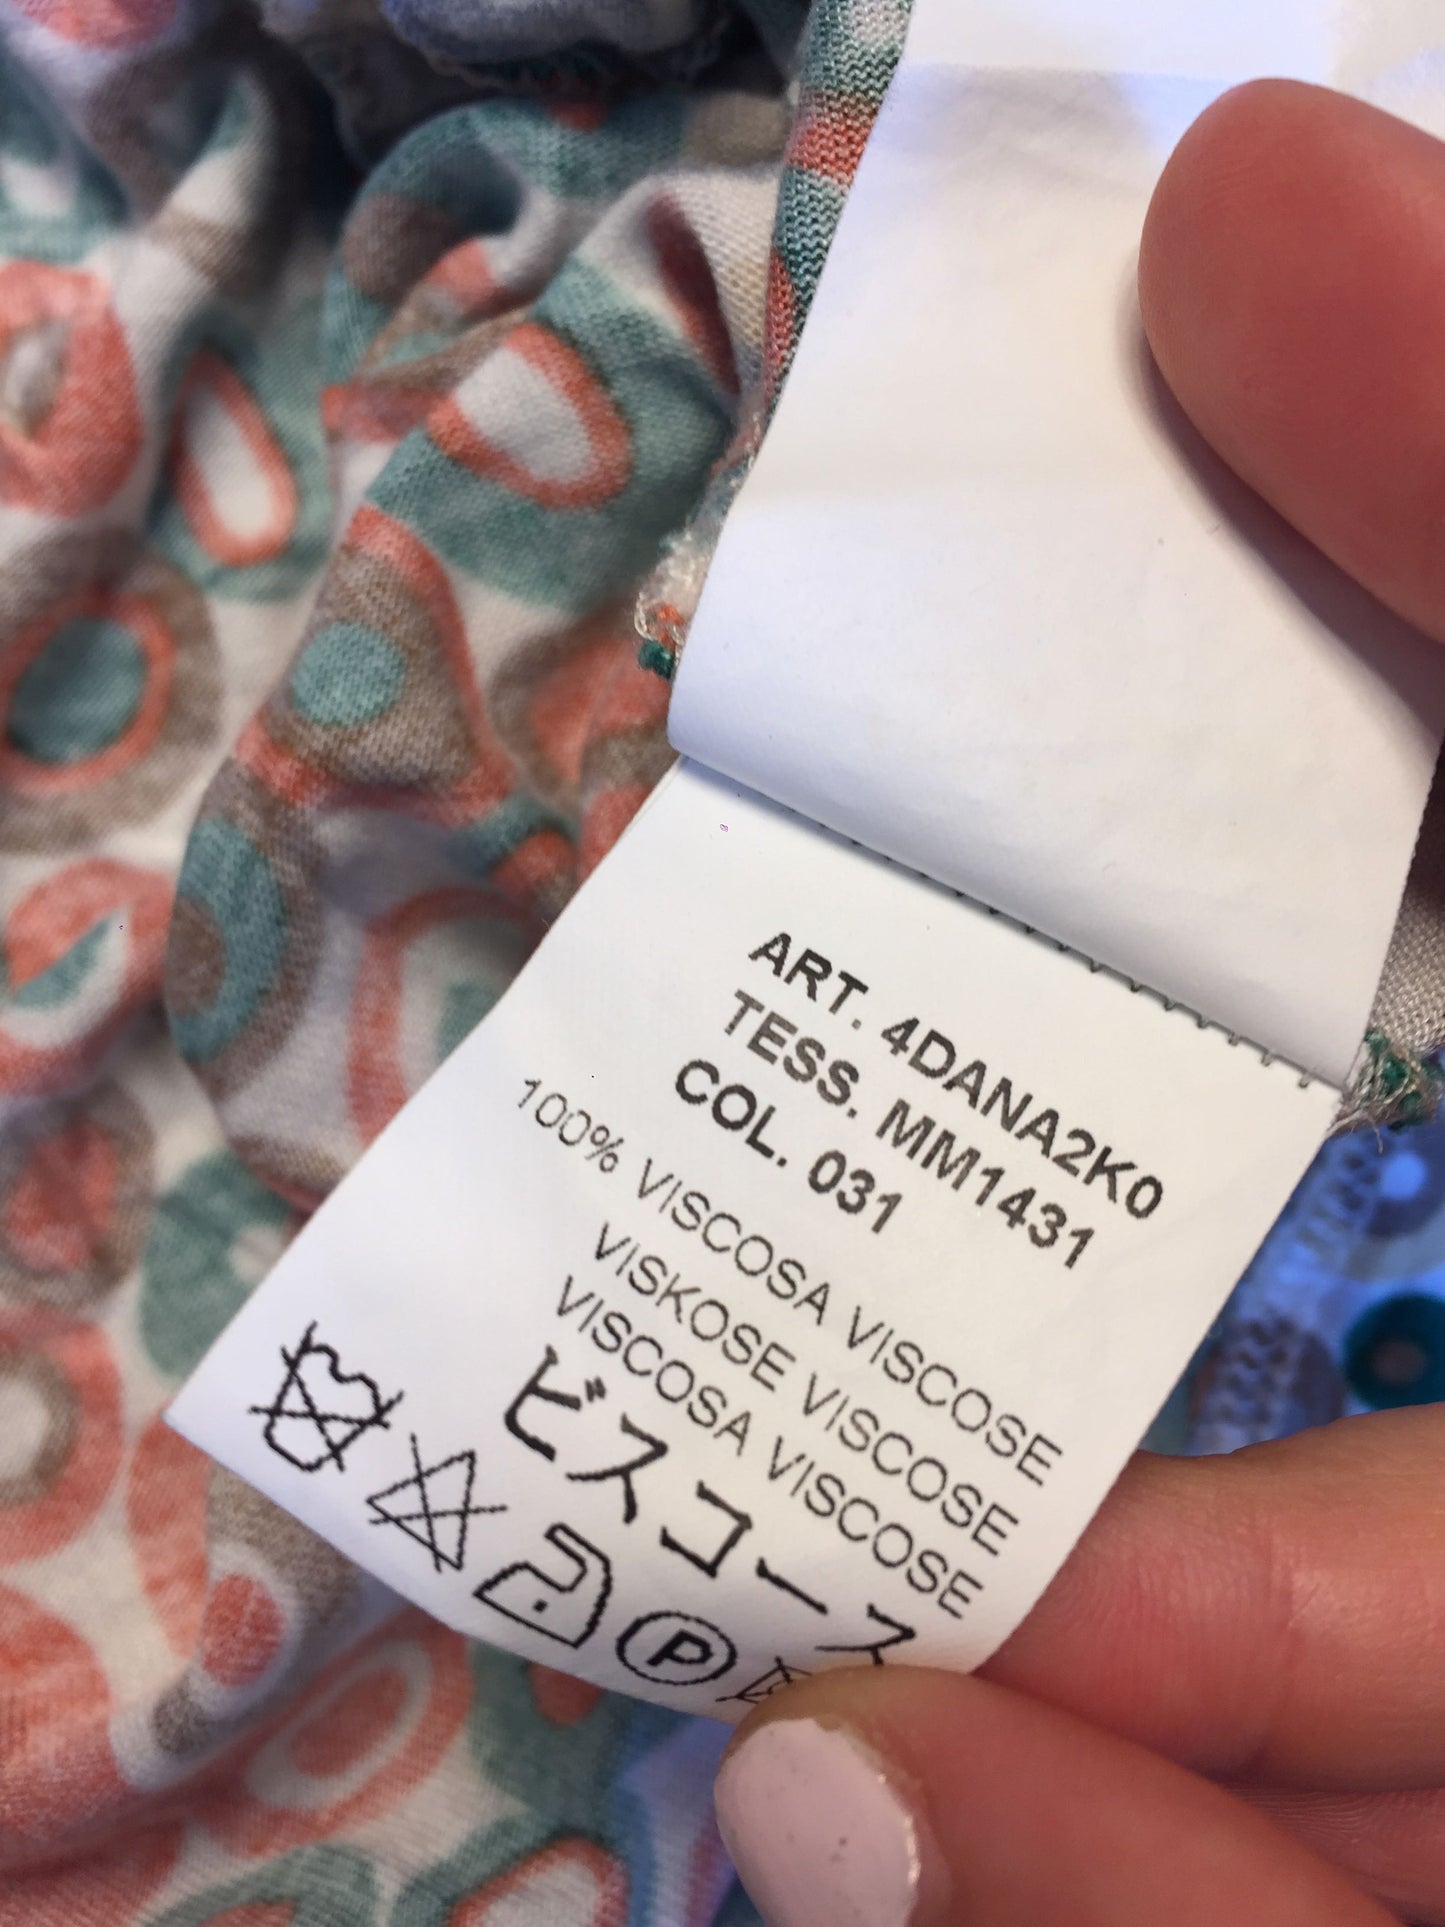 ART. 4DANA2K0
TESS. MM1431
COL. 031
100% VISCOSA VISCOSE
VISKOSE VISCOSE
VISCOSA VISCOSE
ビスコース
P